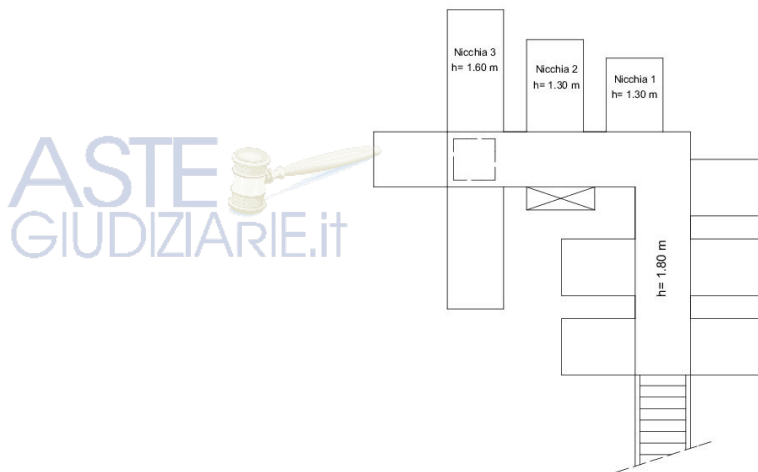 Nicchia 3
h= 1.60 m
Nicchia 2
h= 1.30 m
Nicchia 1
h= 1.30 m
ASTE
GIUDIZIARIE.it
h= 1.80 m